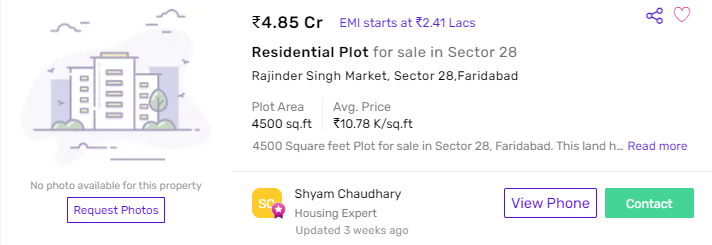 ₹4.85 Cr EMI starts at ₹2.41 Lacs
Residential Plot for sale in Sector 28
Rajinder Singh Market, Sector 28,Faridabad
Plot Area Avg. Price
4500 sq.ft ₹10.78 K/sq.ft
4500 Square feet Plot for sale in Sector 28, Faridabad. This land h... Read more
No photo available for this property
Request Photos
SC
Shyam Chaudhary
Housing Expert
Updated 3 weeks ago
View Phone
Contact